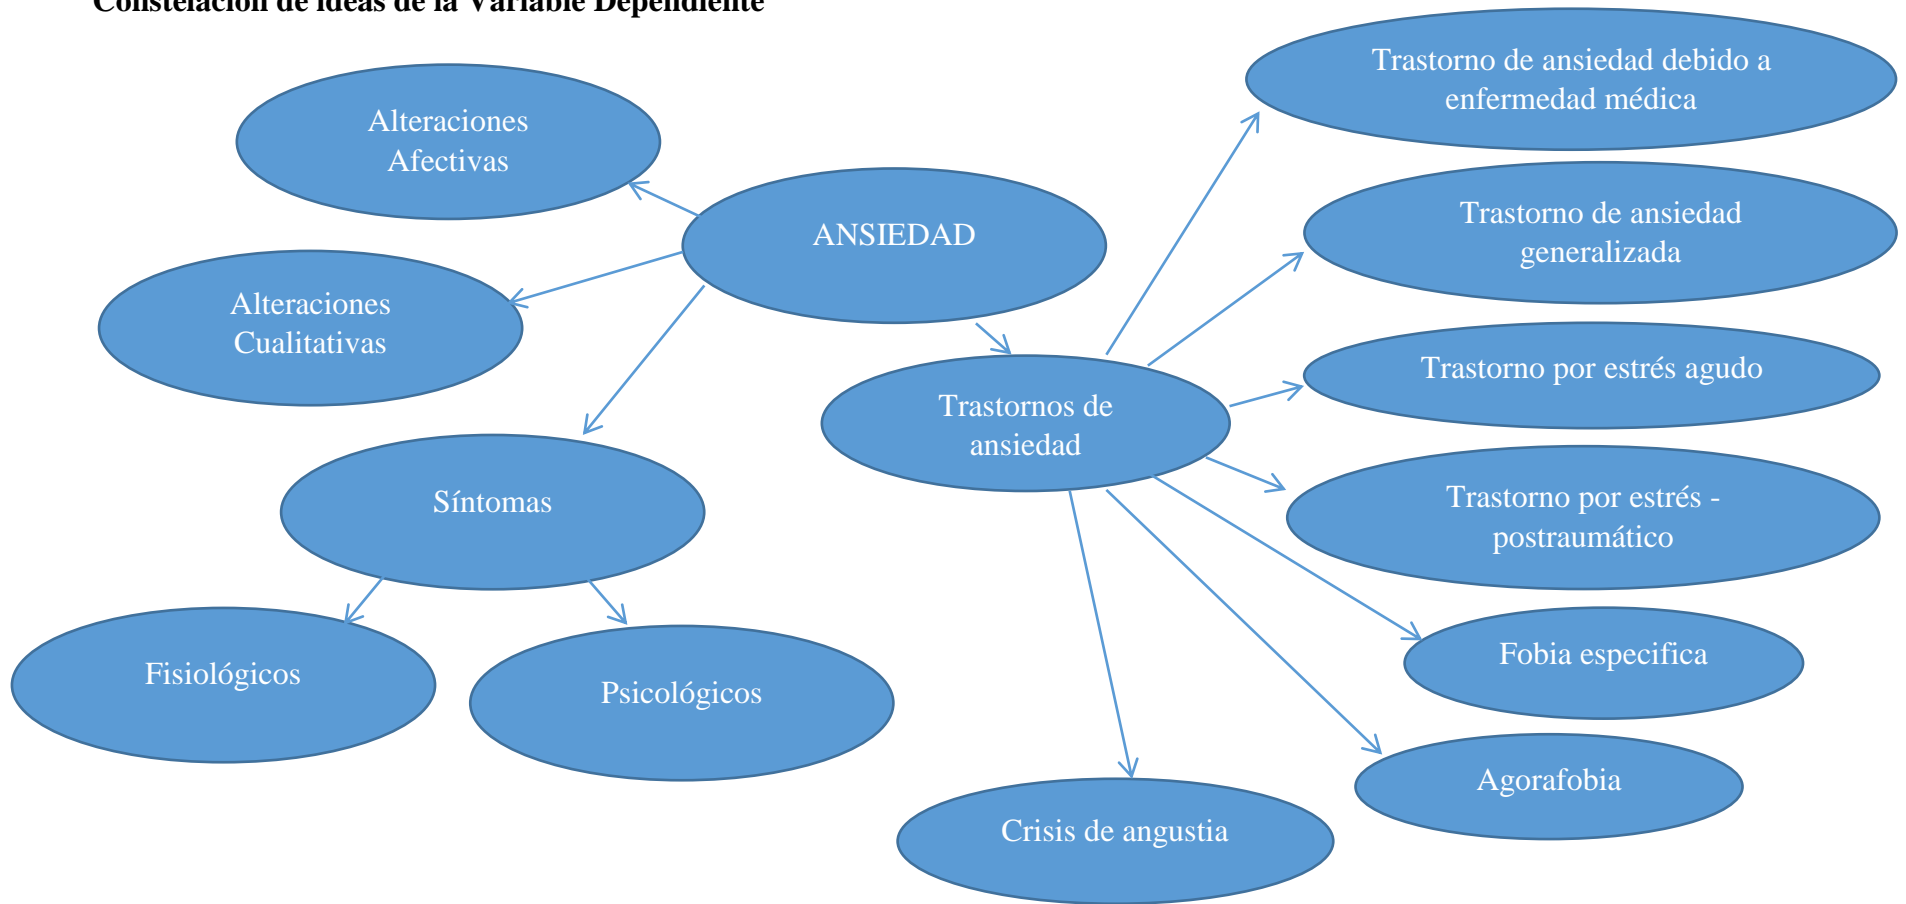 Constelación de ideas de la Variable Dependiente
Trastorno de ansiedad debido a
enfermedad médica
Alteraciones
Afectivas
ANSIEDAD
Trastorno de ansiedad
generalizada
Alteraciones
Cualitativas
Trastorno por estrés agudo
Trastornos de
ansiedad
Síntomas
Trastorno por estrés -
postraumático
Fisiológicos
Psicológicos
Fobia especifica
Agorafobia
Crisis de angustia